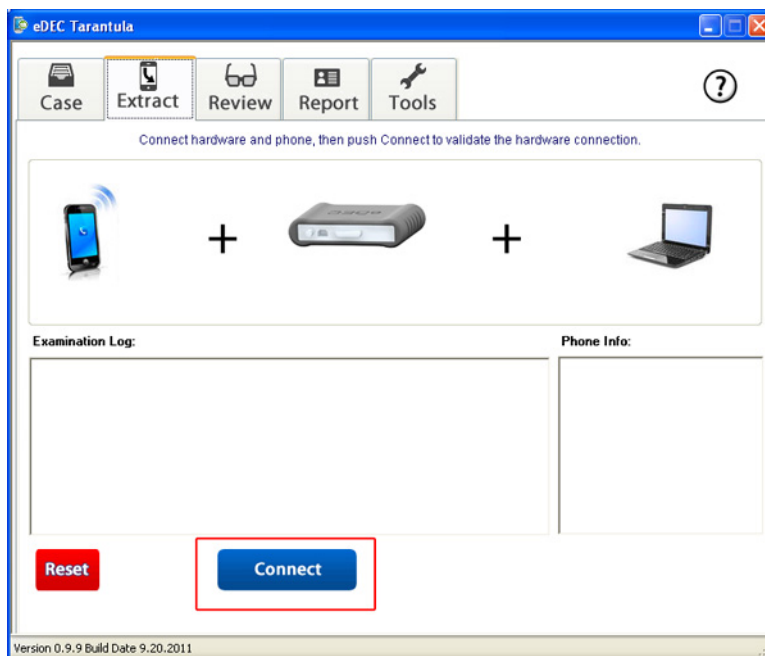 eDEC Tarantula
Case
Extract
Review
Report
Tools
?
Connect hardware and phone, then push Connect to validate the hardware connection.
+
eDEC
+
Examination Log:
Phone Info:
Reset
Connect
Version 0.9.9 Build Date 9.20.2011